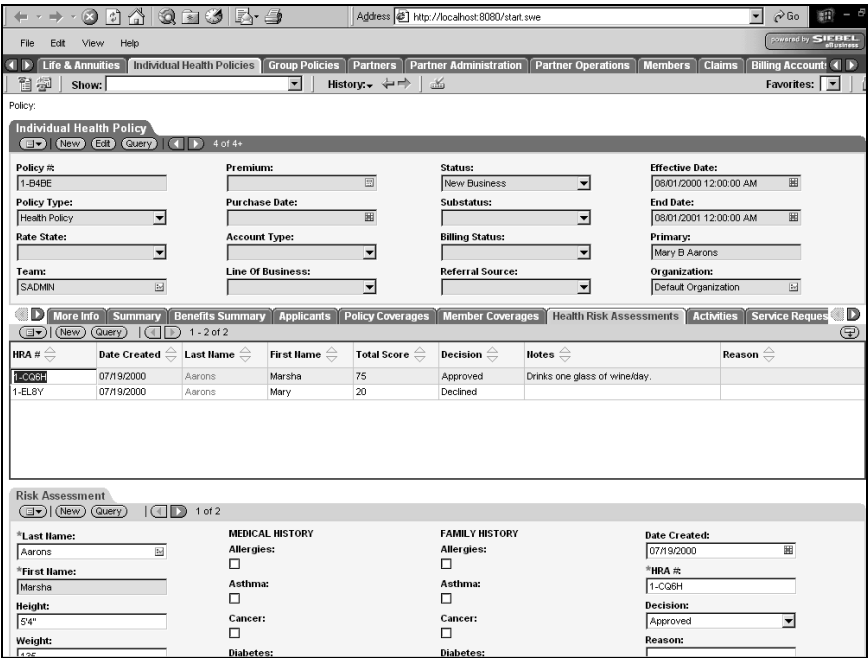 Address http://localhost:8080/start.swe Go
File Edit View Help
powered by SIEBEL eBusiness
Life & Annuities Individual Health Policies Group Policies Partners Partner Administration Partner Operations Members Claims Billing Account
Show: History: Favorites:
Policy:
Individual Health Policy
New Edit Query 4 of 4+
Policy #: Premium: Status: Effective Date:
1-B4BE New Business 08/01/2000 12:00:00 AM
Policy Type: Purchase Date: Substatus: End Date:
Health Policy 08/01/2001 12:00:00 AM
Rate State: Account Type: Billing Status: Primary:
Mary B Aarons
Team: Line Of Business: Referral Source: Organization:
SADMIN Default Organization
More Info Summary Benefits Summary Applicants Policy Coverages Member Coverages Health Risk Assessments Activities Service Reques
New Query 1 - 2 of 2
HRA # Date Created Last Name First Name Total Score Decision Notes Reason
1-CQ6H 07/19/2000 Aarons Marsha 75 Approved Drinks one glass of wine/day.
1-EL8Y 07/19/2000 Aarons Mary 20 Declined
Risk Assessment
New Query 1 of 2
*Last Name: MEDICAL HISTORY FAMILY HISTORY Date Created:
Aarons Allergies: Allergies: 07/19/2000
*First Name: Asthma: Asthma: *HRA #:
Marsha 1-CQ6H
Height: Cancer: Cancer: Decision:
5'4" Approved
Weight: Diabetes: Diabetes: Reason:
135